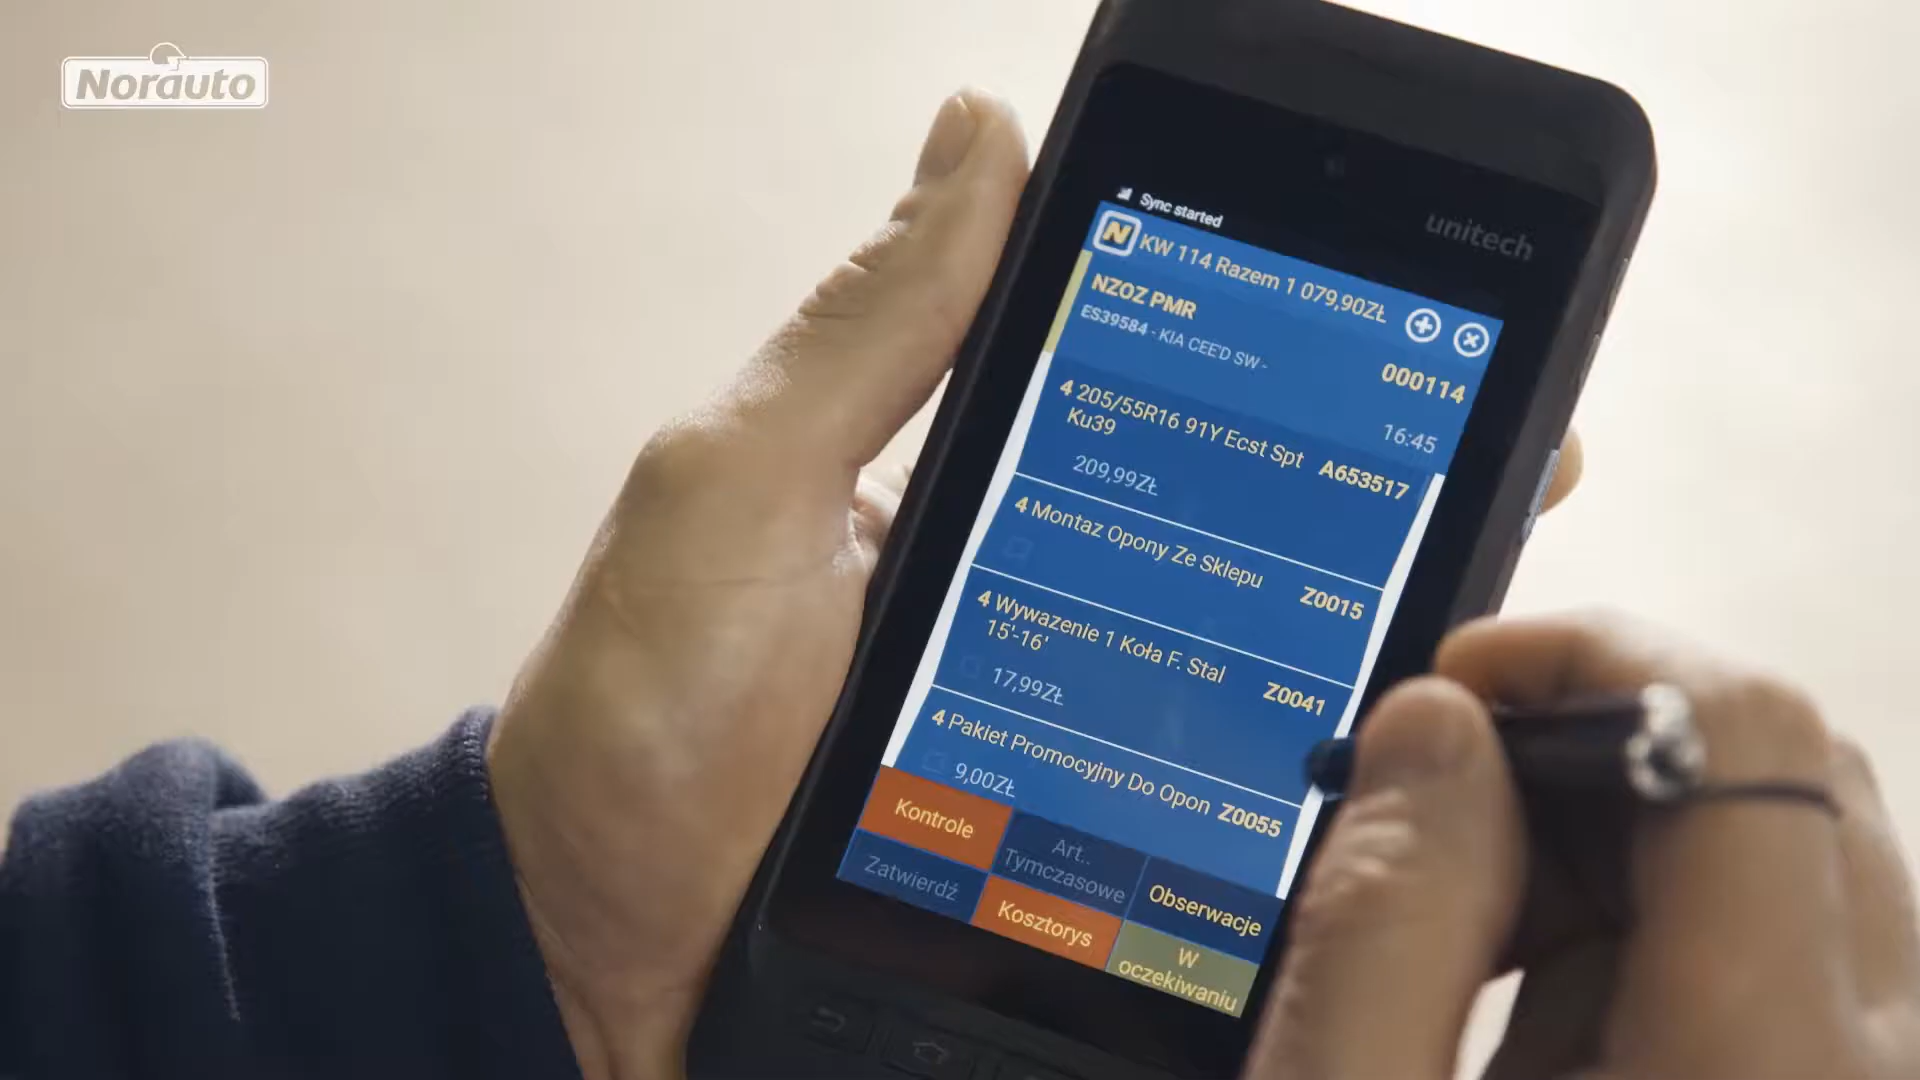 Norauto
unitech
Sync started
N KW 114 Razem 1 079,90ZŁ
NZOZ PMR
ES39584 - KIA CEE'D SW -
000114
16:45
4 205/55R16 91Y Ecst Spt
Ku39
A653517
209,99ZŁ
4 Montaz Opony Ze Sklepu
Z0015
4 Wywazenie 1 Koła F. Stal
15'-16'
Z0041
17,99ZŁ
4 Pakiet Promocyjny Do Opon
Z0055
9,00ZŁ
Kontrole
Art..
Tymczasowe
Obserwacje
Zatwierdź
Kosztorys
W
oczekiwaniu